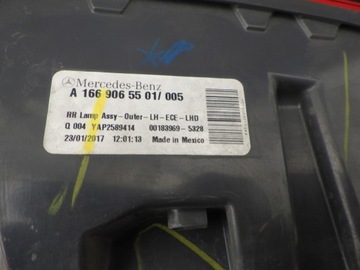 Mercedes-Benz
A 166 906 55 01/ 005
RR Lamp Assy-Outer-LH-ECE-LHD
Q 004 YAP2589414 00183969-5328
23/01/2017 12:01:13 Made in Mexico